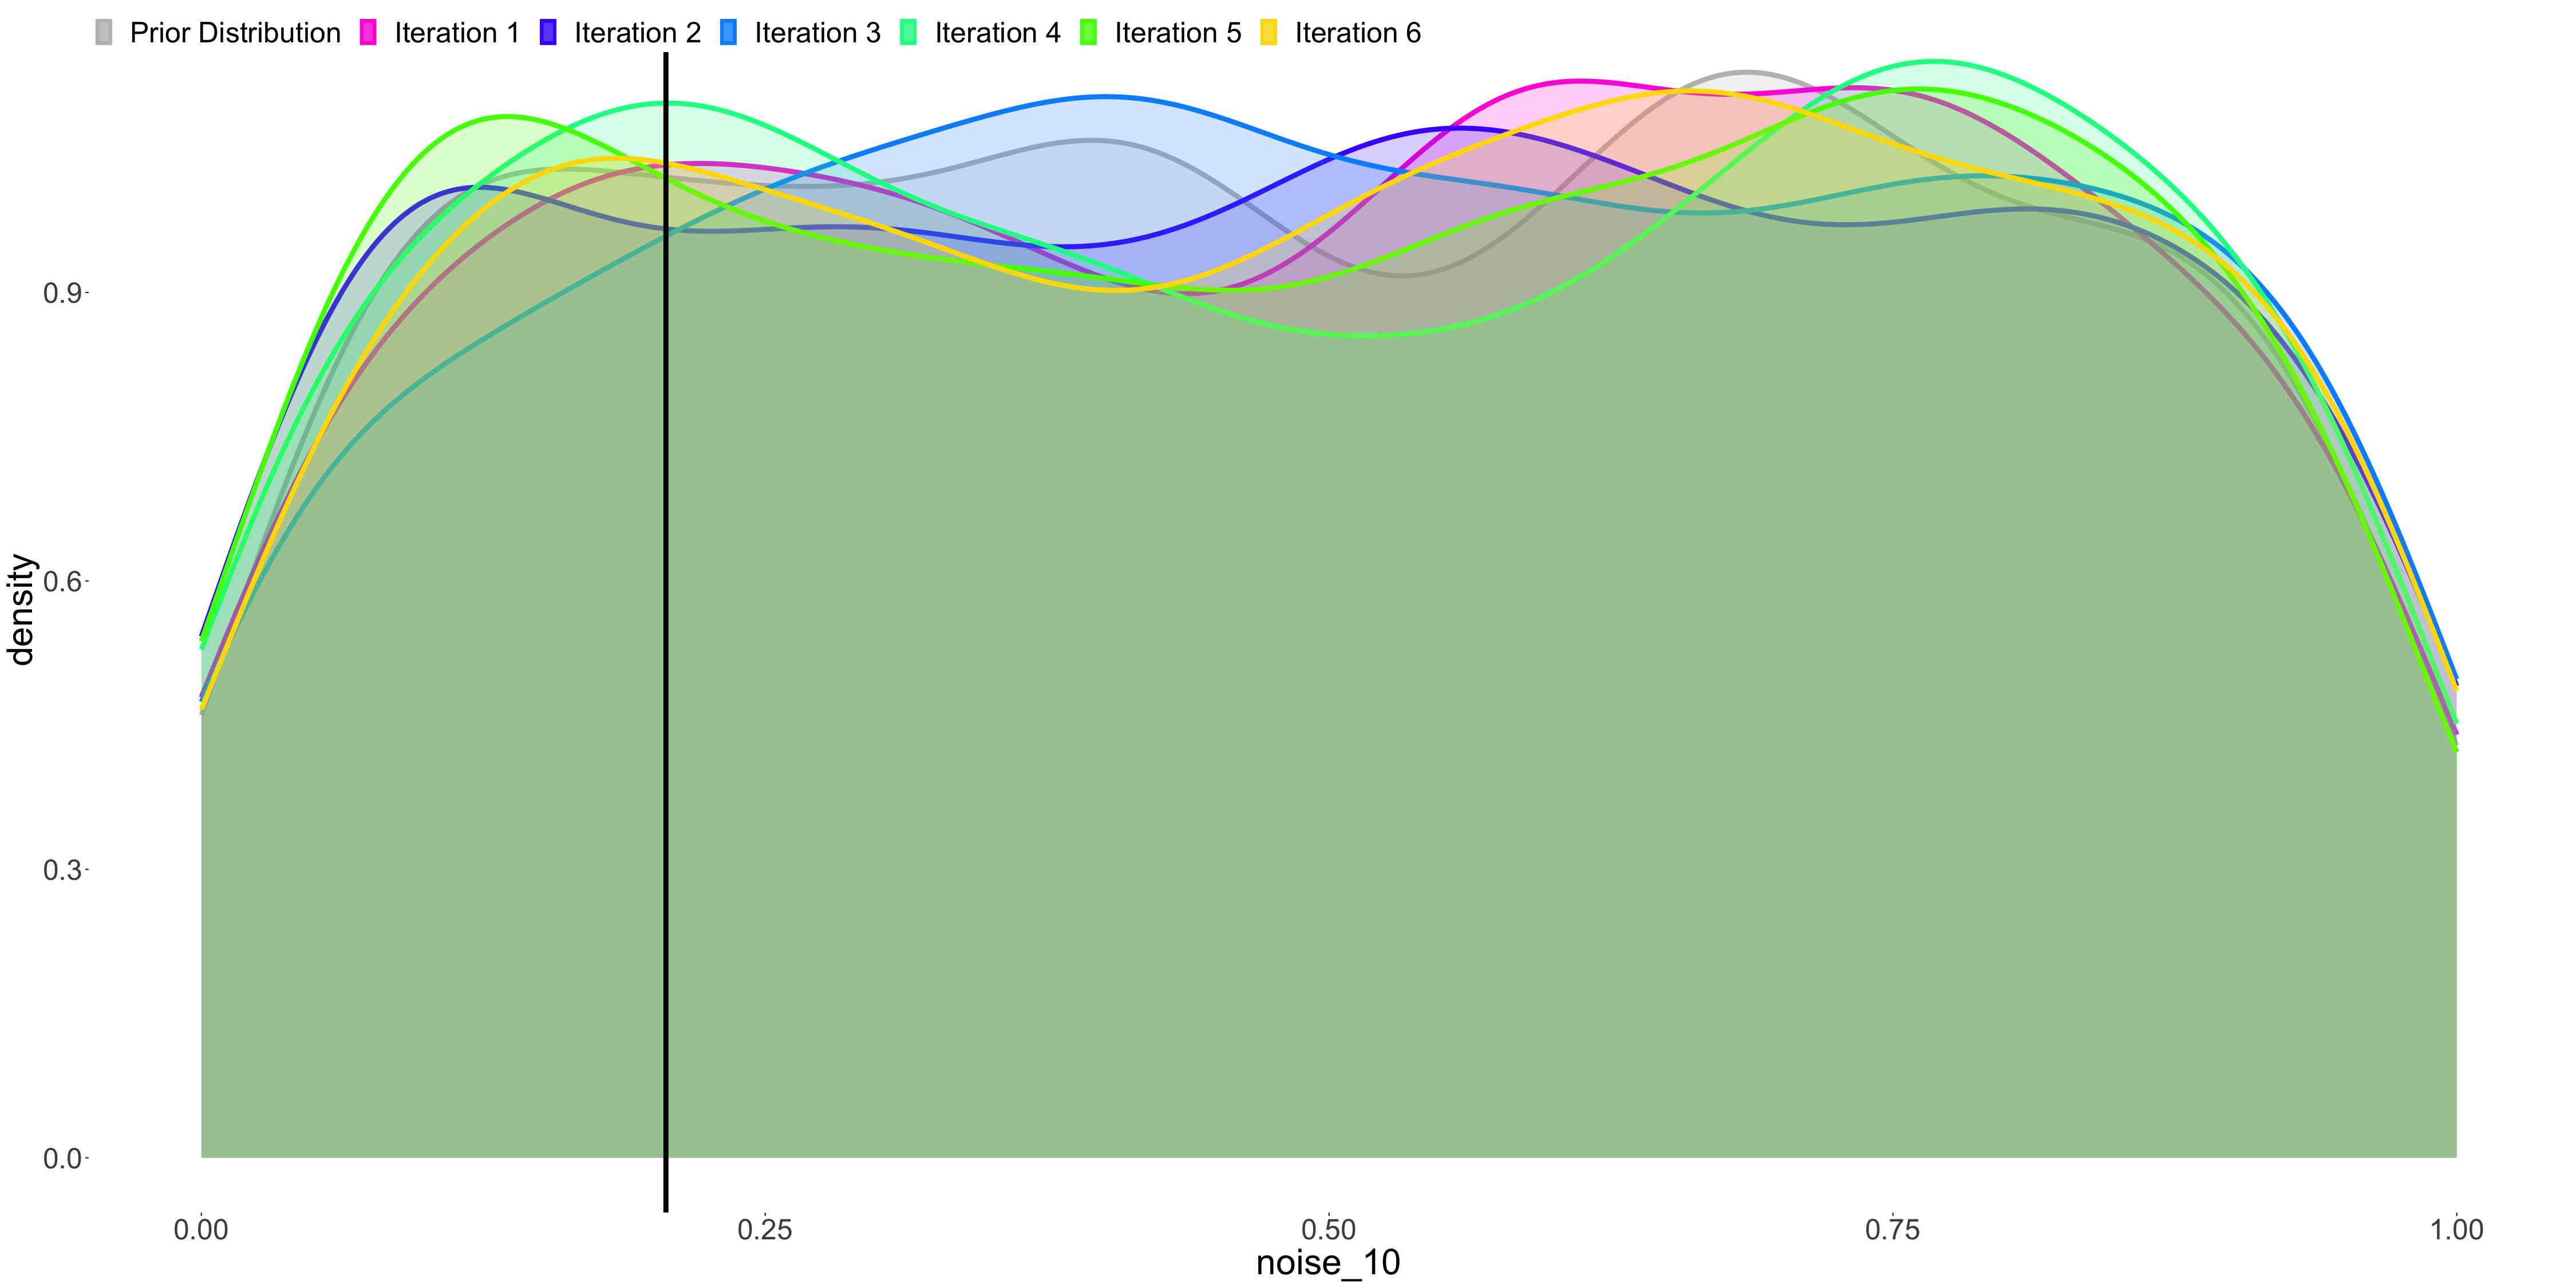 Prior Distribution Iteration 1 Iteration 2 Iteration 3 Iteration 4 Iteration 5 Iteration 6
density
0.9
0.6
0.3
0.0
0.00 0.25 0.50 0.75 1.00
noise_10